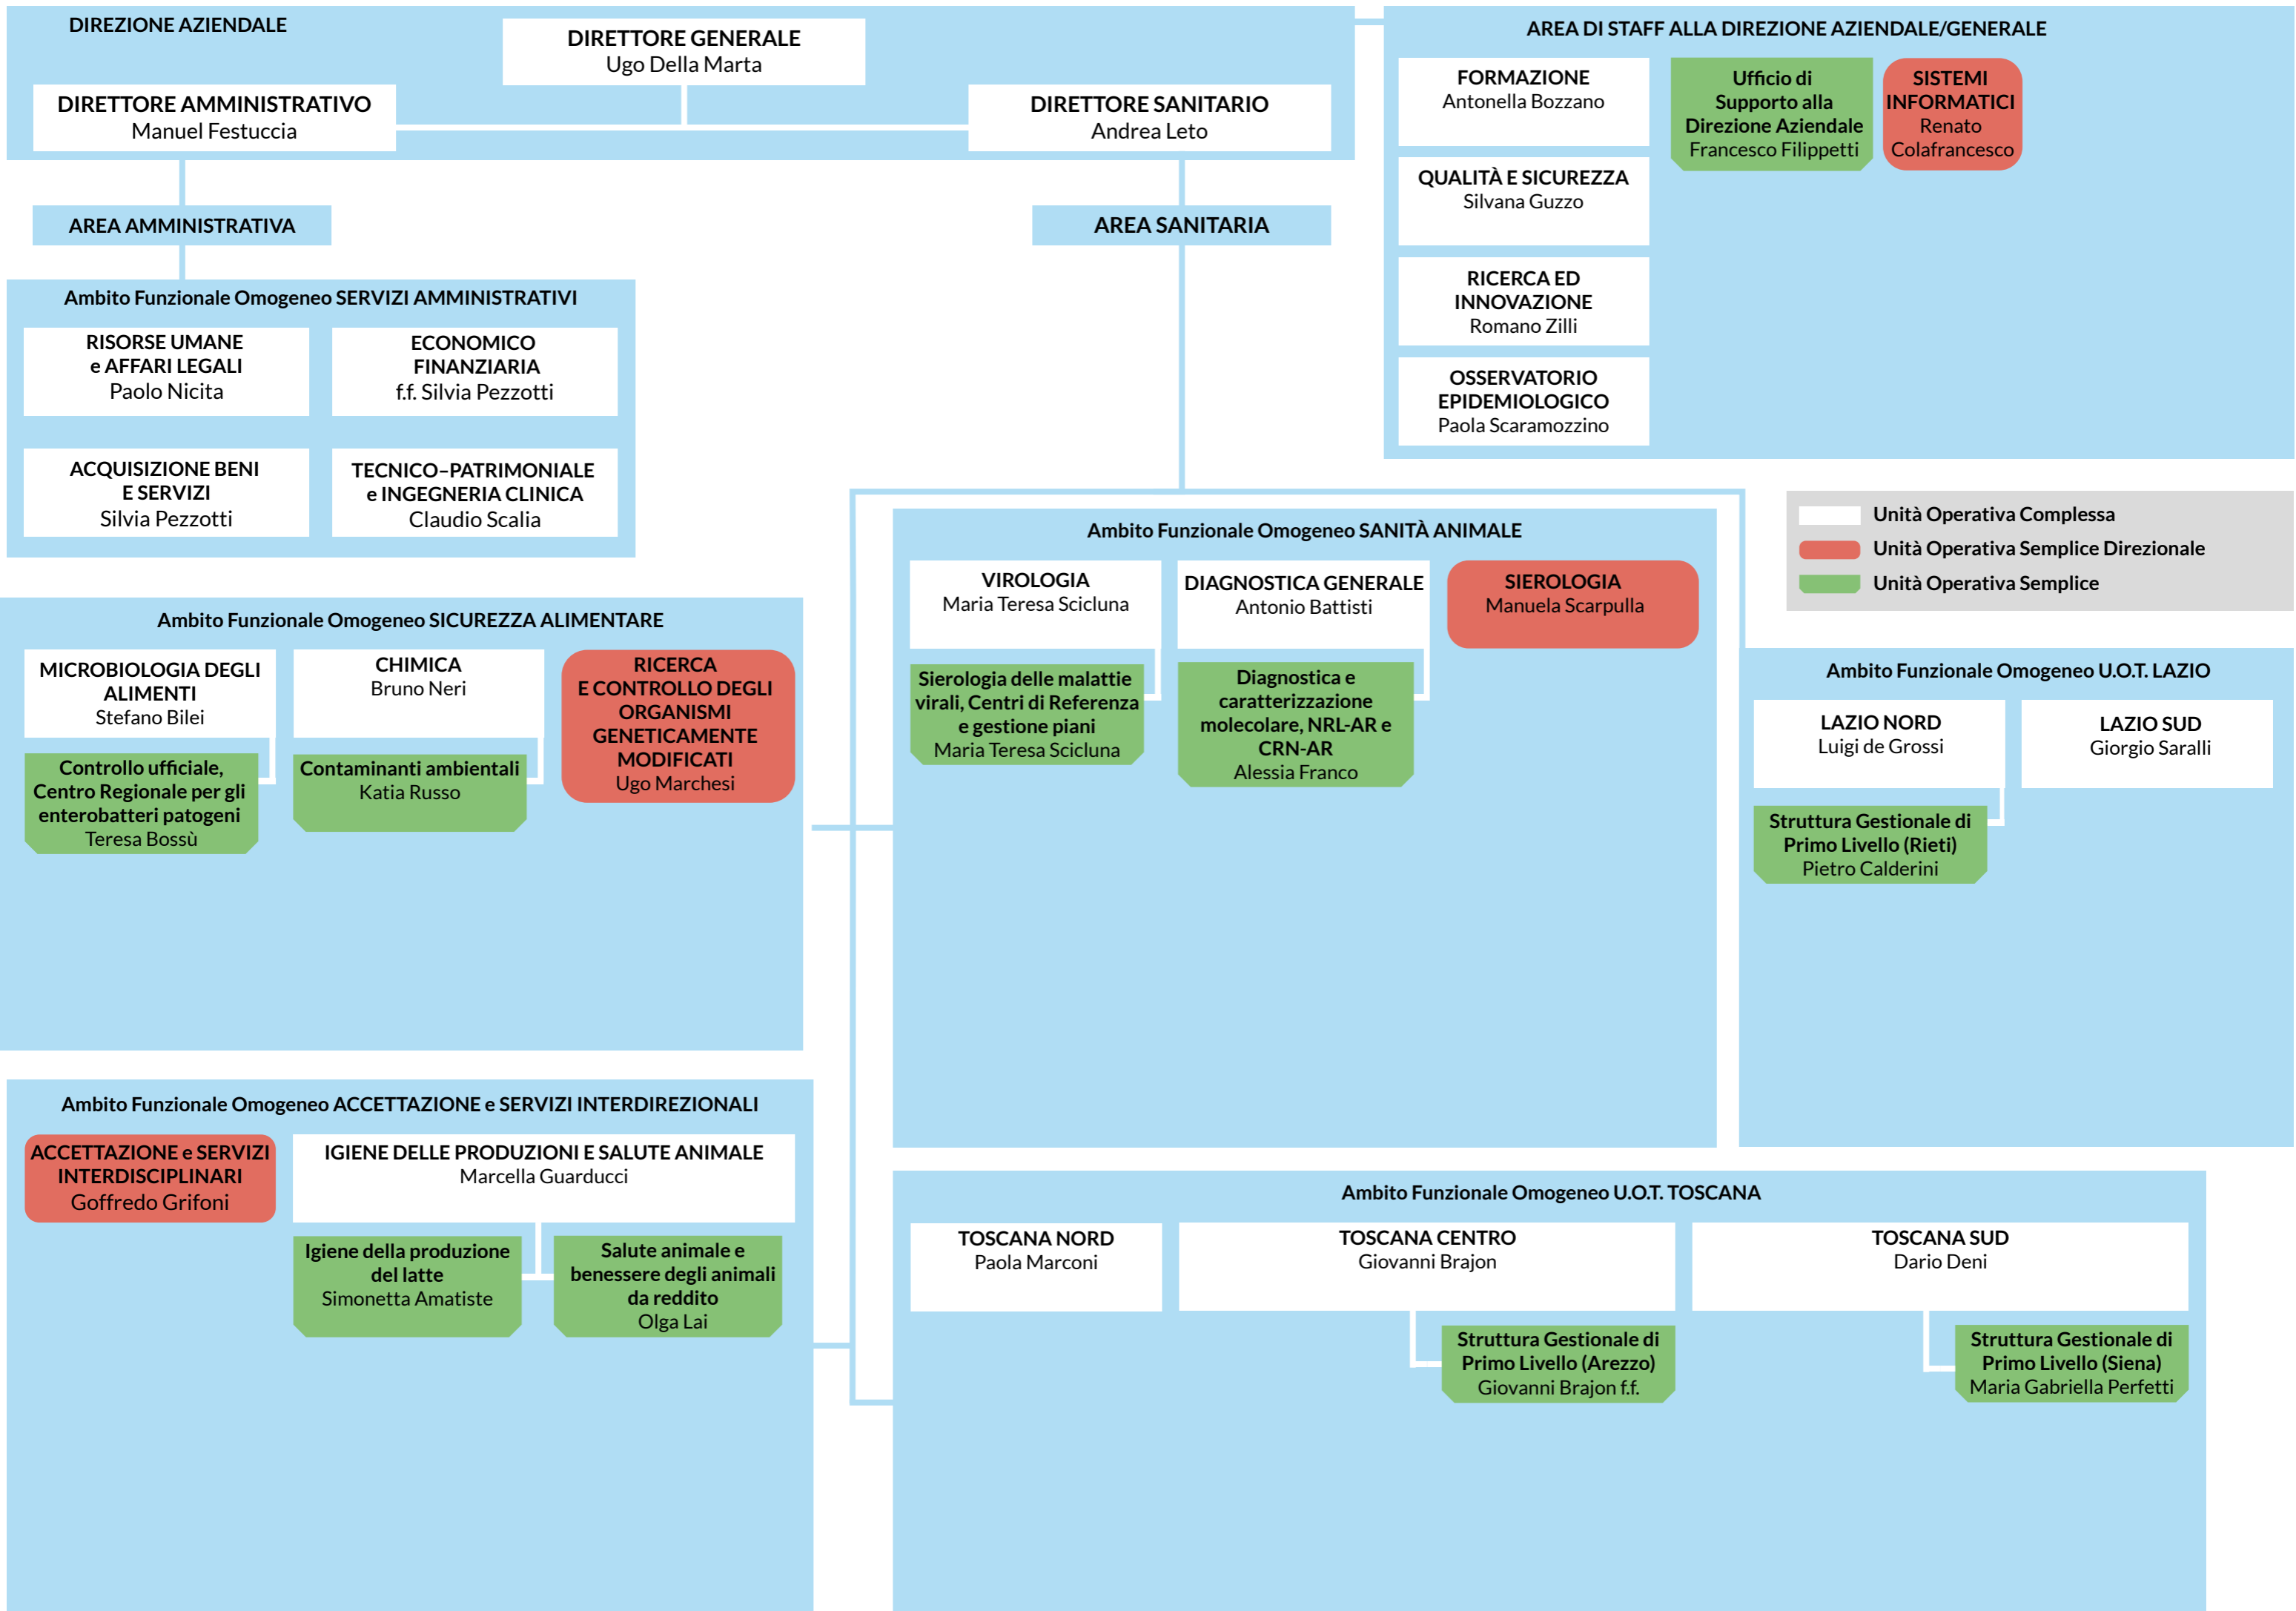 DIREZIONE AZIENDALE
DIRETTORE GENERALE
Ugo Della Marta
DIRETTORE AMMINISTRATIVO
Manuel Festuccia
DIRETTORE SANITARIO
Andrea Leto
AREA DI STAFF ALLA DIREZIONE AZIENDALE/GENERALE
FORMAZIONE
Antonella Bozzano
Ufficio di
Supporto alla
Direzione Aziendale
Francesco Filippetti
SISTEMI
INFORMATICI
Renato
Colafrancesco
QUALITÀ E SICUREZZA
Silvana Guzzo
RICERCA ED
INNOVAZIONE
Romano Zilli
OSSERVATORIO
EPIDEMIOLOGICO
Paola Scaramozzino
AREA AMMINISTRATIVA
AREA SANITARIA
Ambito Funzionale Omogeneo SERVIZI AMMINISTRATIVI
RISORSE UMANE
e AFFARI LEGALI
Paolo Nicita
ECONOMICO
FINANZIARIA
f.f. Silvia Pezzotti
ACQUISIZIONE BENI
E SERVIZI
Silvia Pezzotti
TECNICO–PATRIMONIALE
e INGEGNERIA CLINICA
Claudio Scalia
Unità Operativa Complessa
Unità Operativa Semplice Direzionale
Unità Operativa Semplice
Ambito Funzionale Omogeneo SANITÀ ANIMALE
VIROLOGIA
Maria Teresa Scicluna
DIAGNOSTICA GENERALE
Antonio Battisti
SIEROLOGIA
Manuela Scarpulla
Sierologia delle malattie
virali, Centri di Referenza
e gestione piani
Maria Teresa Scicluna
Diagnostica e
caratterizzazione
molecolare, NRL-AR e
CRN-AR
Alessia Franco
Ambito Funzionale Omogeneo SICUREZZA ALIMENTARE
MICROBIOLOGIA DEGLI
ALIMENTI
Stefano Bilei
CHIMICA
Bruno Neri
RICERCA
E CONTROLLO DEGLI
ORGANISMI
GENETICAMENTE
MODIFICATI
Ugo Marchesi
Controllo ufficiale,
Centro Regionale per gli
enterobatteri patogeni
Teresa Bossù
Contaminanti ambientali
Katia Russo
Ambito Funzionale Omogeneo U.O.T. LAZIO
LAZIO NORD
Luigi de Grossi
LAZIO SUD
Giorgio Saralli
Struttura Gestionale di
Primo Livello (Rieti)
Pietro Calderini
Ambito Funzionale Omogeneo ACCETTAZIONE e SERVIZI INTERDIREZIONALI
ACCETTAZIONE e SERVIZI
INTERDISCIPLINARI
Goffredo Grifoni
IGIENE DELLE PRODUZIONI E SALUTE ANIMALE
Marcella Guarducci
Igiene della produzione
del latte
Simonetta Amatiste
Salute animale e
benessere degli animali
da reddito
Olga Lai
Ambito Funzionale Omogeneo U.O.T. TOSCANA
TOSCANA NORD
Paola Marconi
TOSCANA CENTRO
Giovanni Brajon
TOSCANA SUD
Dario Deni
Struttura Gestionale di
Primo Livello (Arezzo)
Giovanni Brajon f.f.
Struttura Gestionale di
Primo Livello (Siena)
Maria Gabriella Perfetti